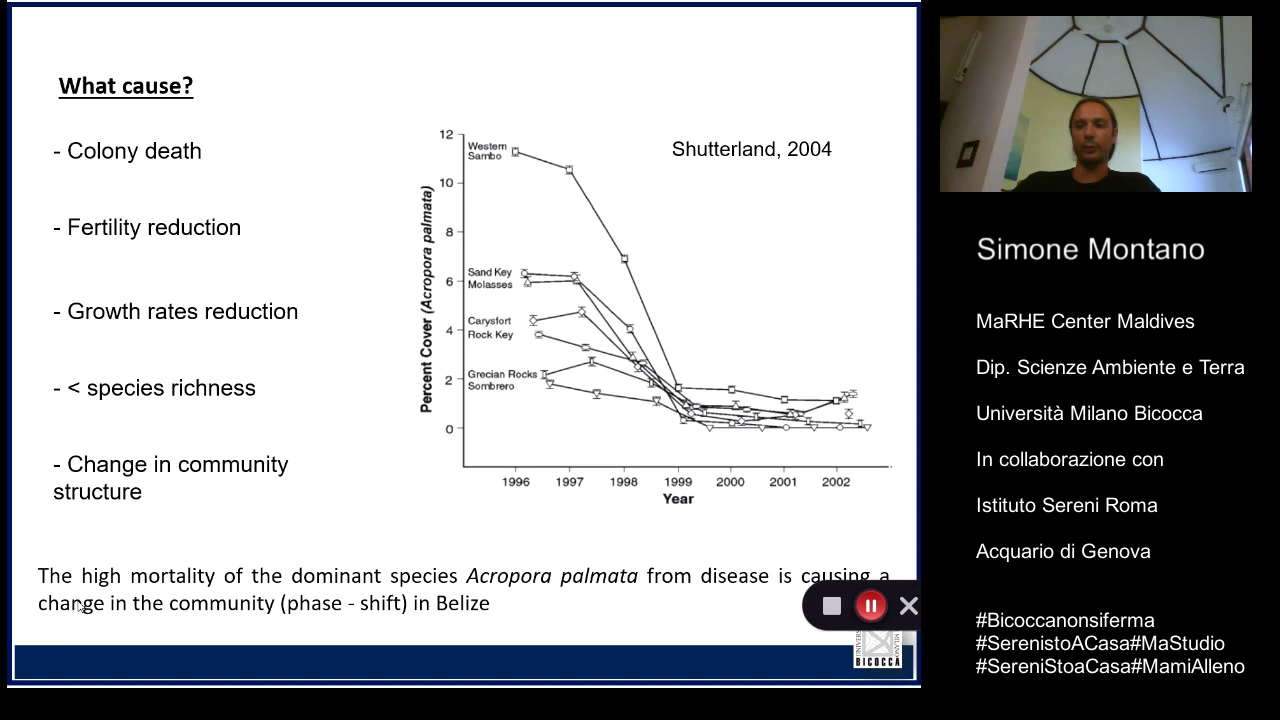 What cause?
- Colony death
- Fertility reduction
- Growth rates reduction
- < species richness
- Change in community
structure
Shutterland, 2004
Percent Cover (Acropora palmata)
12
10
8
6
4
2
0
Western
Sambo
Sand Key
Molasses
Carysfort
Rock Key
Grecian Rocks
Sombrero
1996 1997 1998 1999 2000 2001 2002
Year
The high mortality of the dominant species Acropora palmata from disease is causing a
change in the community (phase - shift) in Belize
BICOCCA
Simone Montano
MaRHE Center Maldives
Dip. Scienze Ambiente e Terra
Università Milano Bicocca
In collaborazione con
Istituto Sereni Roma
Acquario di Genova
#Bicoccanonsiferma
#SerenistoACasa#MaStudio
#SereniStoaCasa#MamiAlleno